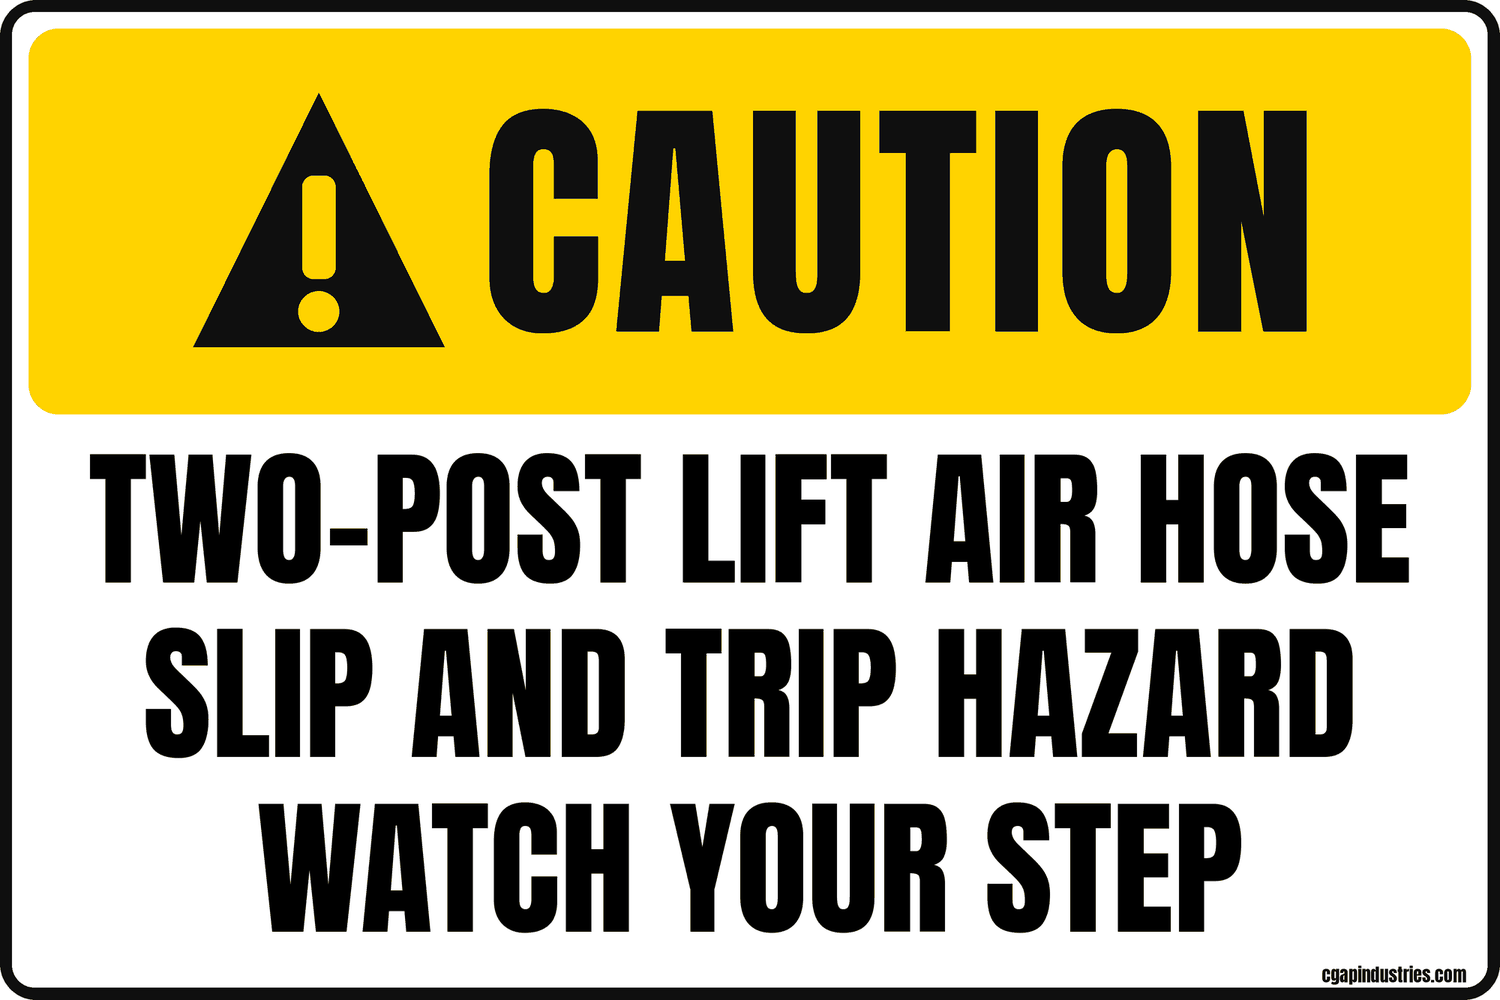 CAUTION
TWO-POST LIFT AIR HOSE
SLIP AND TRIP HAZARD
WATCH YOUR STEP
cgapindustries.com